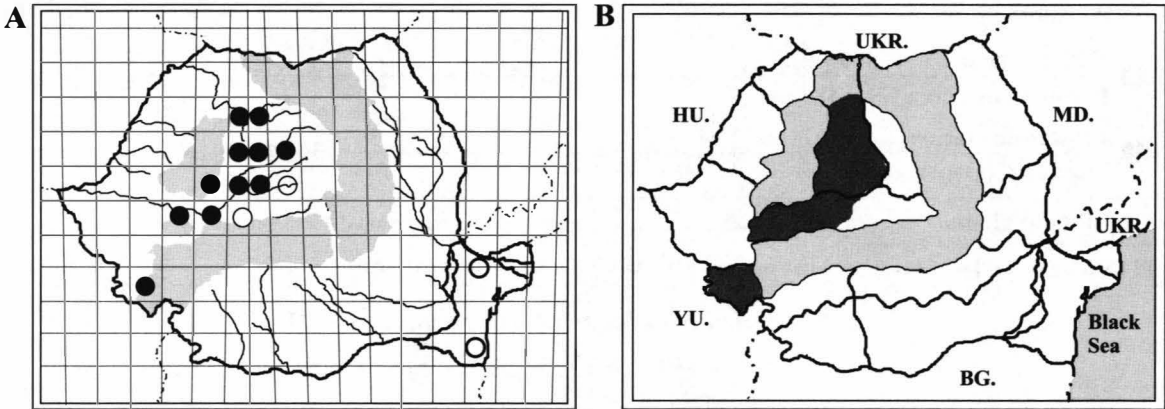 A
B
UKR.
HU.
MD.
UKR.
YU.
Black
Sea
BG.